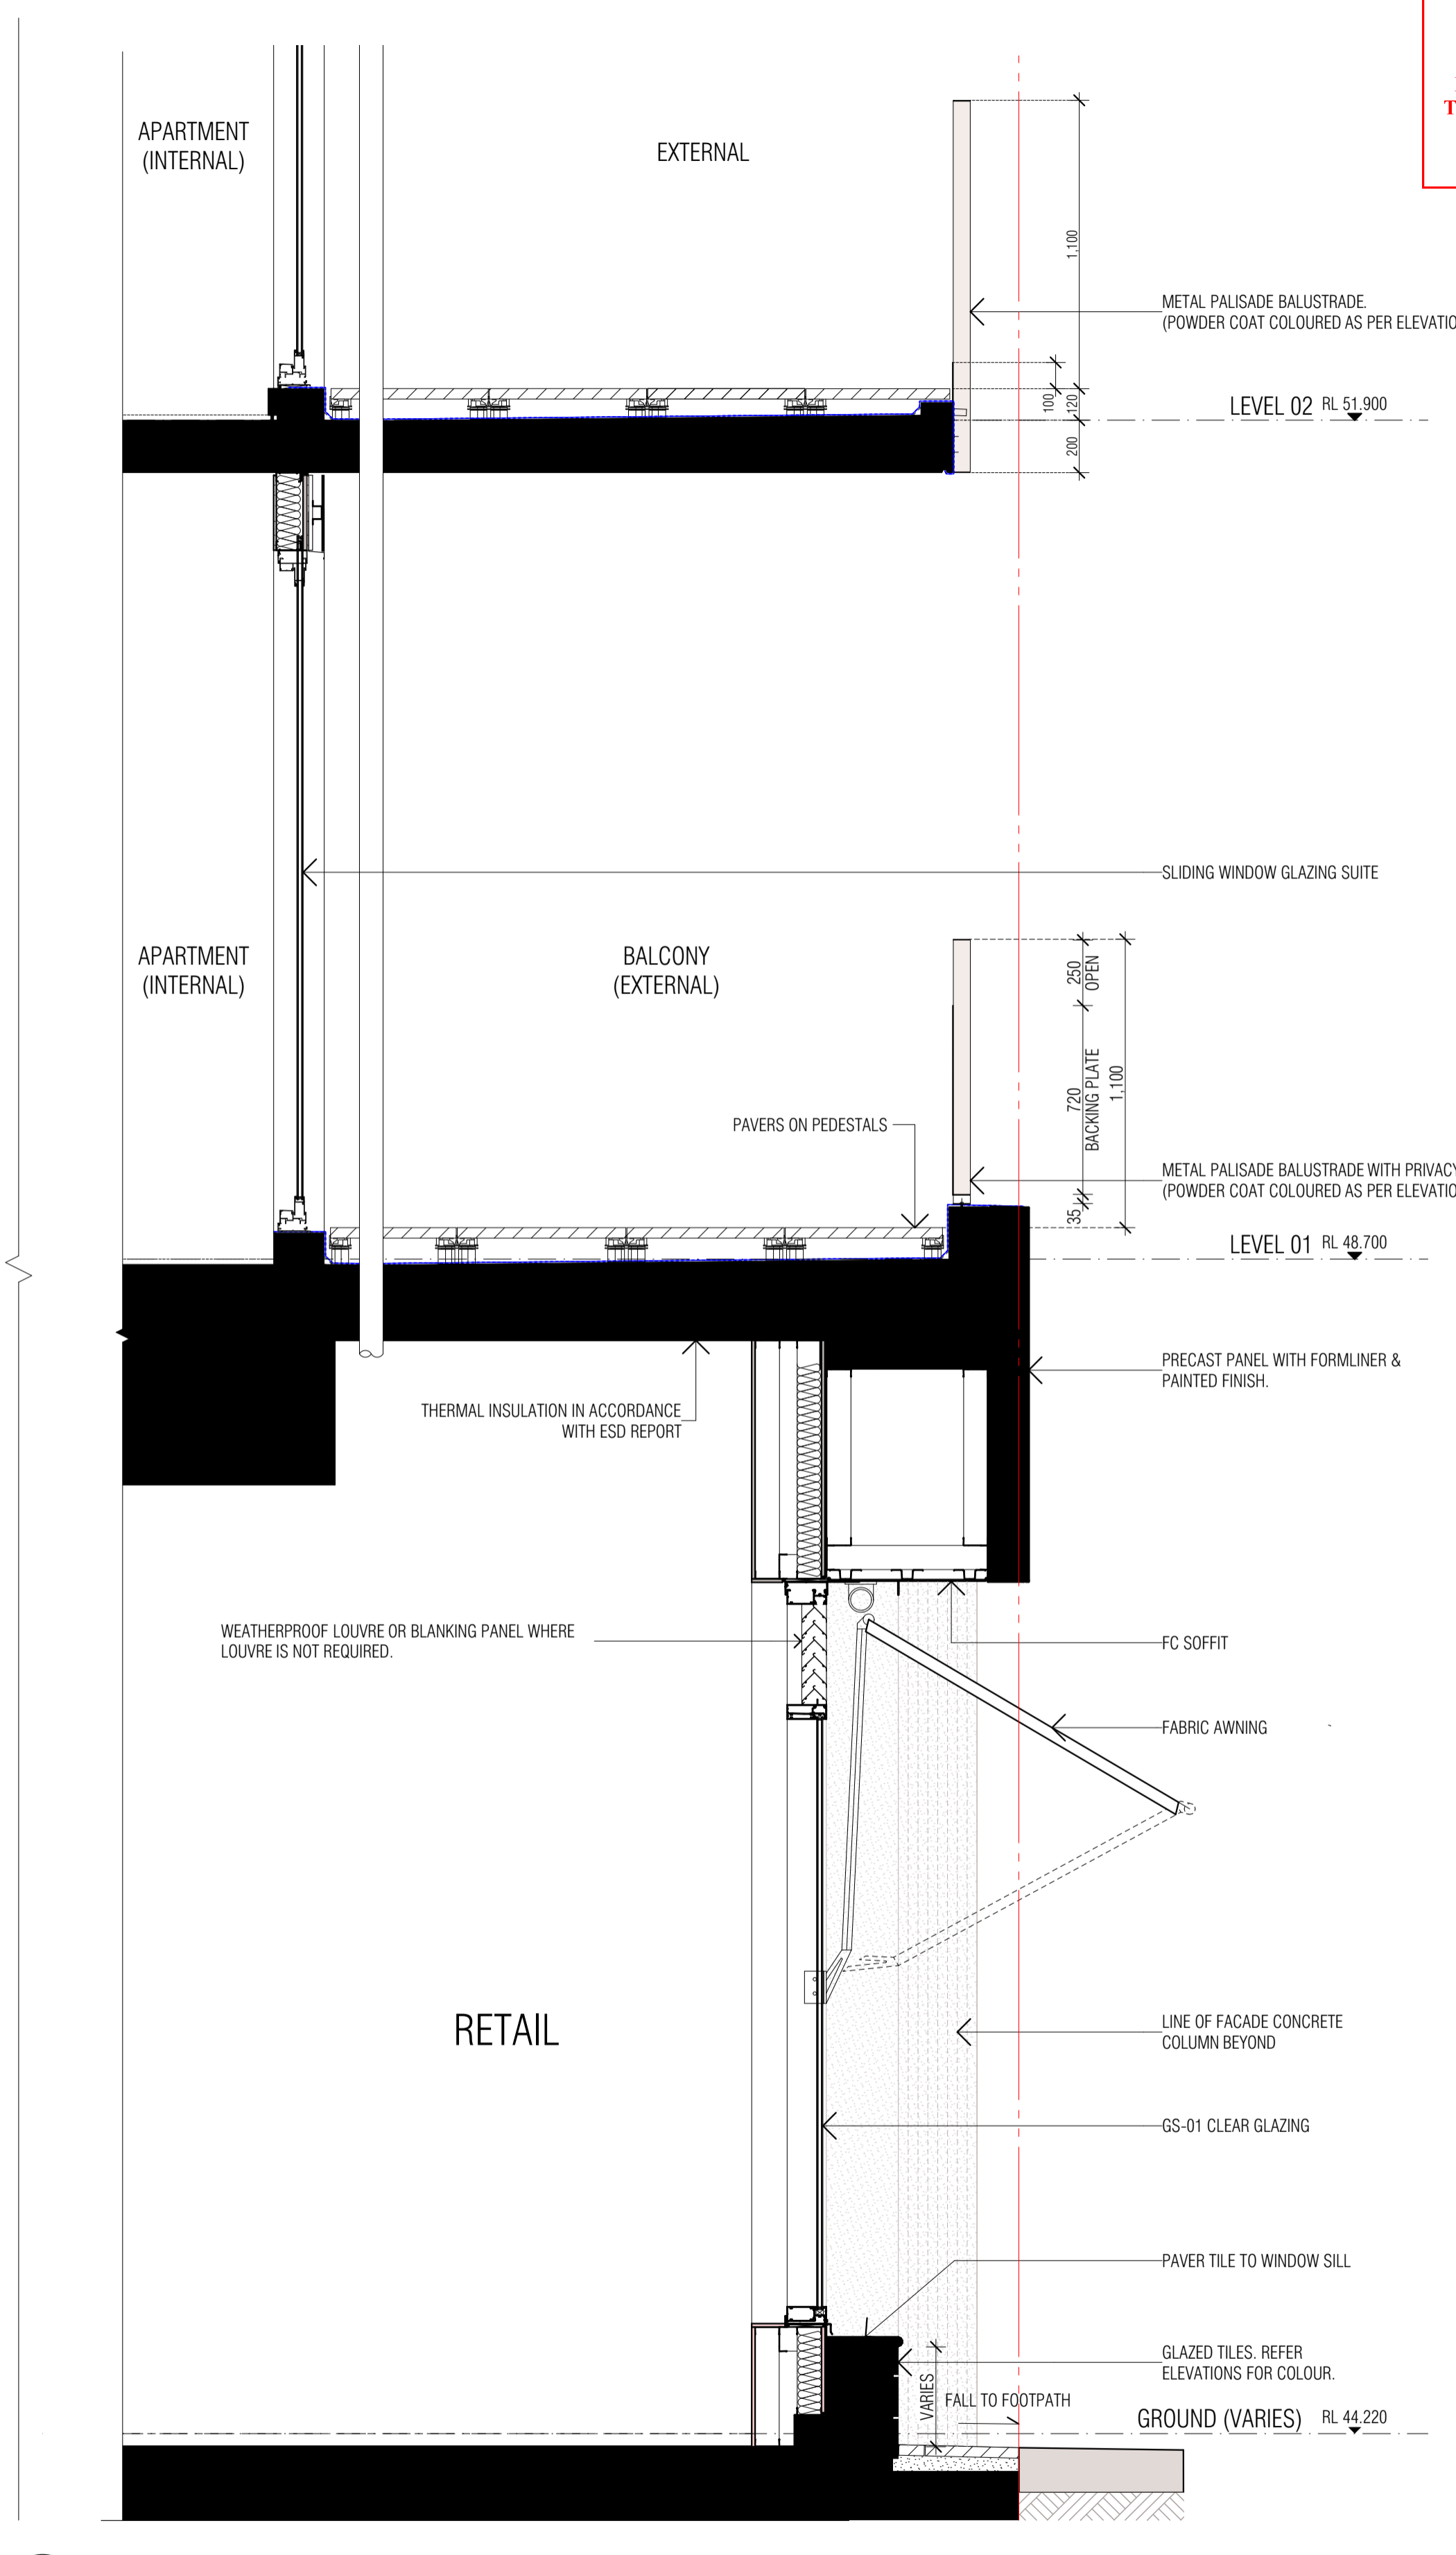 T
APARTMENT
(INTERNAL)
EXTERNAL
1,100
METAL PALISADE BALUSTRADE.
(POWDER COAT COLOURED AS PER ELEVATIO
100
120
200
LEVEL 02 RL 51.900
SLIDING WINDOW GLAZING SUITE
APARTMENT
(INTERNAL)
BALCONY
(EXTERNAL)
250
OPEN
720
BACKING PLATE
1,100
35
PAVERS ON PEDESTALS
METAL PALISADE BALUSTRADE WITH PRIVACY
(POWDER COAT COLOURED AS PER ELEVATIO
LEVEL 01 RL 48.700
PRECAST PANEL WITH FORMLINER &
PAINTED FINISH.
THERMAL INSULATION IN ACCORDANCE
WITH ESD REPORT
WEATHERPROOF LOUVRE OR BLANKING PANEL WHERE
LOUVRE IS NOT REQUIRED.
FC SOFFIT
FABRIC AWNING
RETAIL
LINE OF FACADE CONCRETE
COLUMN BEYOND
GS-01 CLEAR GLAZING
PAVER TILE TO WINDOW SILL
GLAZED TILES. REFER
ELEVATIONS FOR COLOUR.
VARIES
FALL TO FOOTPATH
GROUND (VARIES) RL 44.220